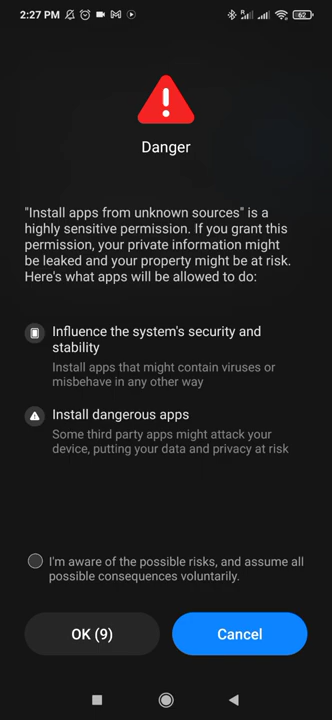 2:27 PM
R
62
Danger
"Install apps from unknown sources" is a
highly sensitive permission. If you grant this
permission, your private information might
be leaked and your property might be at risk.
Here's what apps will be allowed to do:
Influence the system's security and
stability
Install apps that might contain viruses or
misbehave in any other way
Install dangerous apps
Some third party apps might attack your
device, putting your data and privacy at risk
I'm aware of the possible risks, and assume all
possible consequences voluntarily.
OK (9)
Cancel